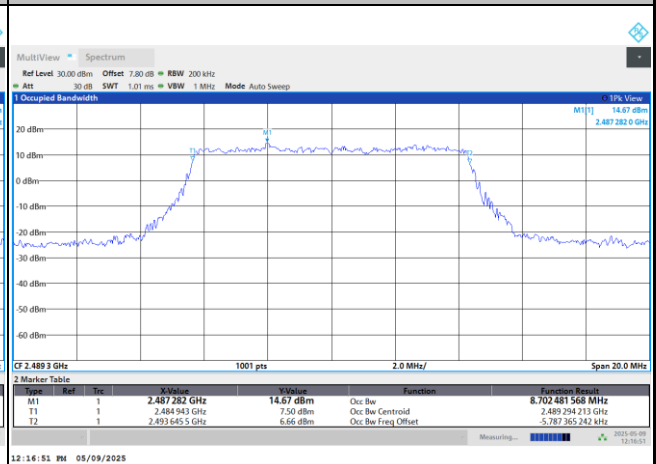 MultiView Spectrum
Ref Level 30.00 dBm Offset 7.80 dB RBW 200 kHz
Att 30 dB SWT 1.01 ms VBW 1 MHz Mode Auto Sweep
1 Occupied Bandwidth 1Pk View
M1[1] 14.67 dBm
2.487 282 0 GHz
M1
20 dBm
T1 T2
10 dBm
0 dBm
-10 dBm
-20 dBm
-30 dBm
-40 dBm
-50 dBm
-60 dBm
CF 2.489 3 GHz 1001 pts 2.0 MHz/ Span 20.0 MHz
2 Marker Table
Type Ref Trc X-Value Y-Value Function Function Result
M1 1 2.487 282 GHz 14.67 dBm Occ Bw 8.702 481 568 MHz
T1 1 2.484 943 GHz 7.50 dBm Occ Bw Centroid 2.489 294 213 GHz
T2 1 2.493 645 5 GHz 6.66 dBm Occ Bw Freq Offset -5.787 365 242 kHz
Measuring... 2025-05-09
12:16:51
12:16:51 PM 05/09/2025